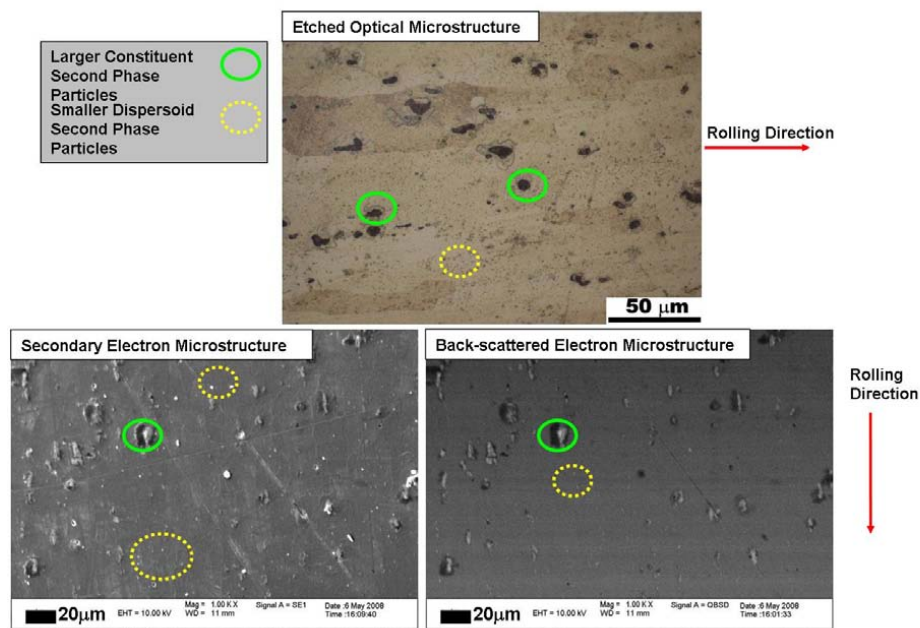 Etched Optical Microstructure
Larger Constituent
Second Phase
Particles
Smaller Dispersoid
Second Phase
Particles
Rolling Direction
50 μm
Secondary Electron Microstructure
Back-scattered Electron Microstructure
Rolling
Direction
20μm
EHT = 10.00 kV
Mag = 1.00 KX
WD = 11 mm
Signal A = SE1
Date :6 May 2008
Time :16:09:40
20μm
EHT = 10.00 kV
Mag = 1.00 KX
WD = 11 mm
Signal A = QBSD
Date :6 May 2008
Time :16:01:33